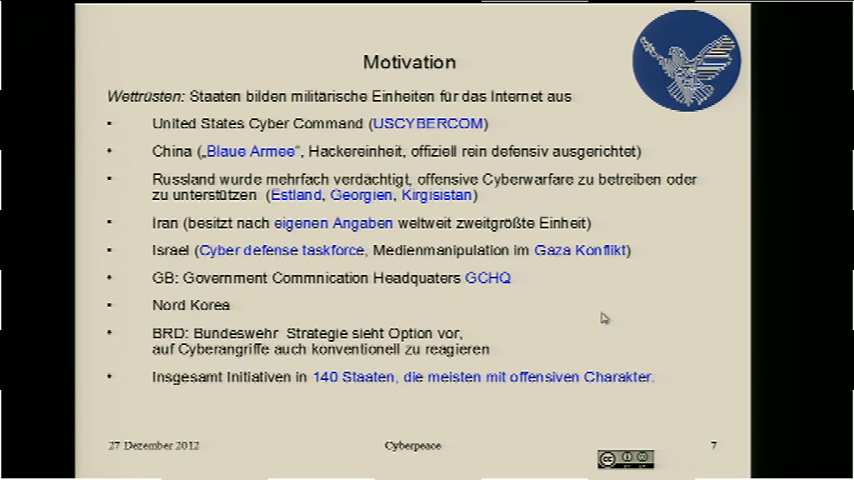 Motivation
Wettrüsten: Staaten bilden militärische Einheiten für das Internet aus
• United States Cyber Command (USCYBERCOM)
• China („Blaue Armee“, Hackereinheit, offiziell rein defensiv ausgerichtet)
• Russland wurde mehrfach verdächtigt, offensive Cyberwarfare zu betreiben oder
zu unterstützen (Estland, Georgien, Kirgisistan)
• Iran (besitzt nach eigenen Angaben weltweit zweitgrößte Einheit)
• Israel (Cyber defense taskforce, Medienmanipulation im Gaza Konflikt)
• GB: Government Commnication Headquaters GCHQ
• Nord Korea
• BRD: Bundeswehr Strategie sieht Option vor,
auf Cyberangriffe auch konventionell zu reagieren
• Insgesamt Initiativen in 140 Staaten, die meisten mit offensiven Charakter.
27 Dezember 2012 Cyberpeace 7